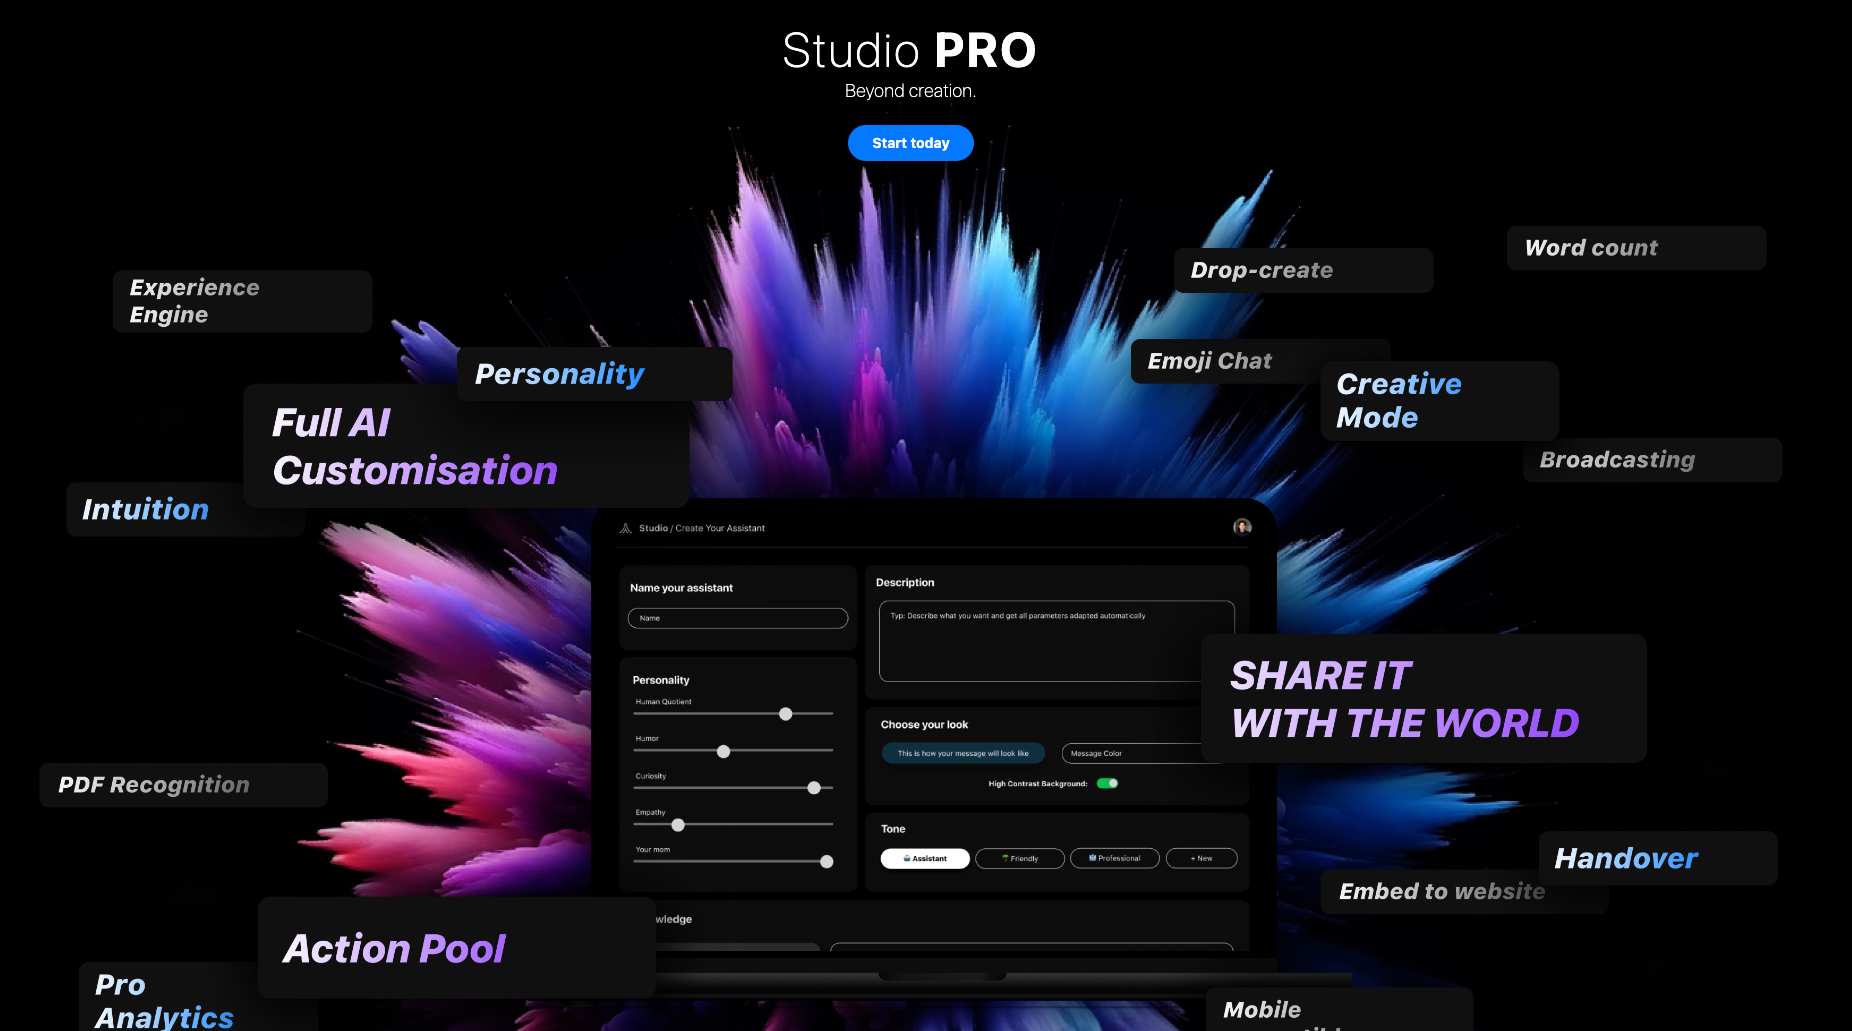 Studio PRO
Beyond creation.
Start today
Word count
Drop-create
Experience
Engine
Emoji Chat
Personality
Creative
Mode
Full AI
Customisation
Broadcasting
Intuition
Studio / Create Your Assistant
Name your assistant
Name
Description
Typ: Describe what you want and get all parameters adapted automatically
Personality
Human Quotient
Humor
Curiosity
Empathy
Your mom
Choose your look
This is how your message will look like
Message Color
High Contrast Background:
SHARE IT
WITH THE WORLD
PDF Recognition
Tone
Assistant
Friendly
Professional
+ New
Handover
Embed to website
wledge
Action Pool
Pro
Analytics
Mobile